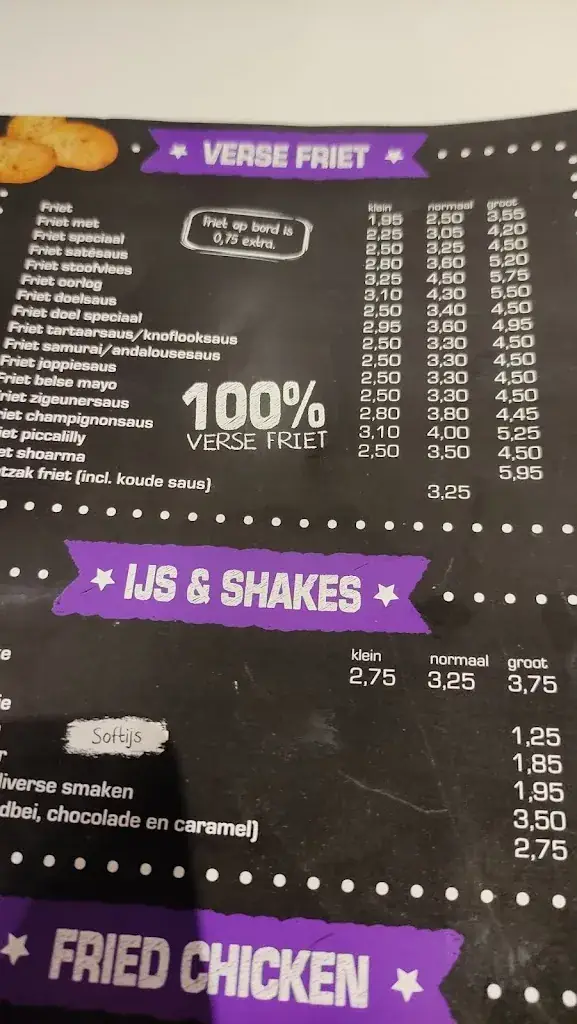 VERSE FRIET
Friet op bord is
0,75 extra.
klein normaal groot
Friet 1,95 2,50 3,55
Friet met 2,25 3,05 4,20
Friet speciaal 2,50 3,25 4,50
Friet satésaus 2,80 3,60 5,20
Friet stoofvlees 3,25 4,50 5,75
Friet oorlog 3,10 4,30 5,50
Friet doelsaus 2,50 3,40 4,50
Friet doel speciaal 2,95 3,60 4,95
Friet tartaarsaus/knoflooksaus 2,50 3,30 4,50
Friet samurai/andalousesaus 2,50 3,30 4,50
Friet joppiesaus 2,50 3,30 4,50
Friet belse mayo 2,50 3,30 4,50
riet zigeunersaus 2,80 3,80 4,45
riet champignonsaus 3,10 4,00 5,25
iet piccalilly 2,50 3,50 4,50
et shoarma 5,95
tzak friet (incl. koude saus) 3,25
100%
VERSE FRIET
IJS & SHAKES
klein normaal groot
e 2,75 3,25 3,75
ie
1,25
Softijs
r 1,85
diverse smaken 1,95
dbei, chocolade en caramel) 3,50
2,75
FRIED CHICKEN